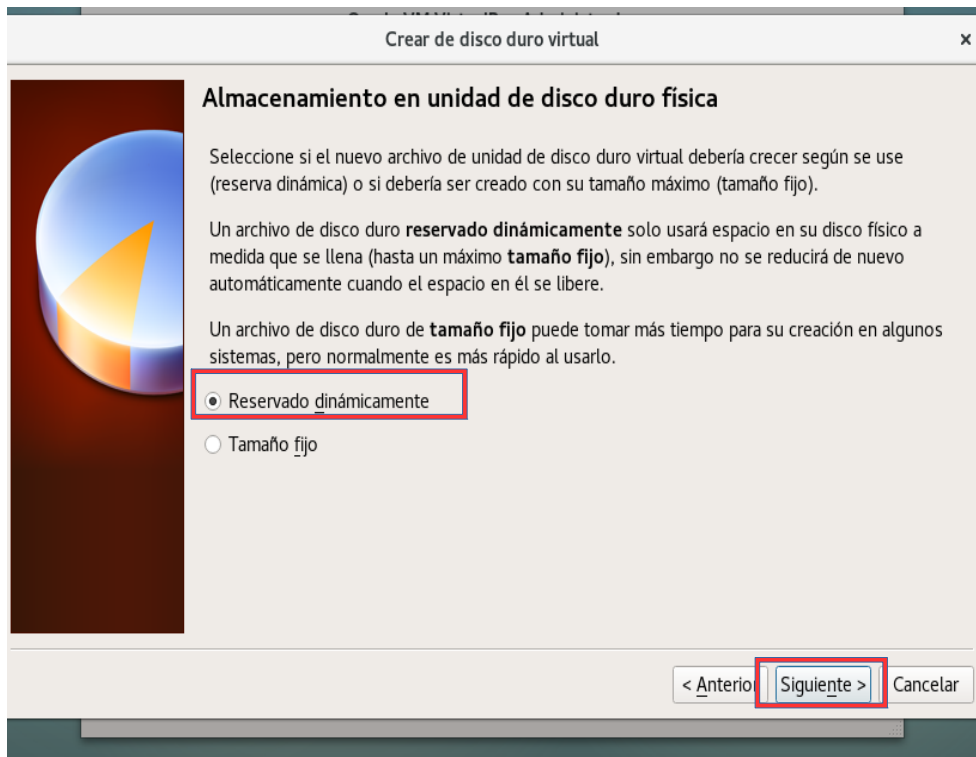 Crear de disco duro virtual
x
Almacenamiento en unidad de disco duro física
Seleccione si el nuevo archivo de unidad de disco duro virtual debería crecer según se use
(reserva dinámica) o si debería ser creado con su tamaño máximo (tamaño fijo).
Un archivo de disco duro reservado dinámicamente solo usará espacio en su disco físico a
medida que se llena (hasta un máximo tamaño fijo), sin embargo no se reducirá de nuevo
automáticamente cuando el espacio en él se libere.
Un archivo de disco duro de tamaño fijo puede tomar más tiempo para su creación en algunos
sistemas, pero normalmente es más rápido al usarlo.
Reservado dinámicamente
Tamaño fijo
< Anterior Siguiente > Cancelar